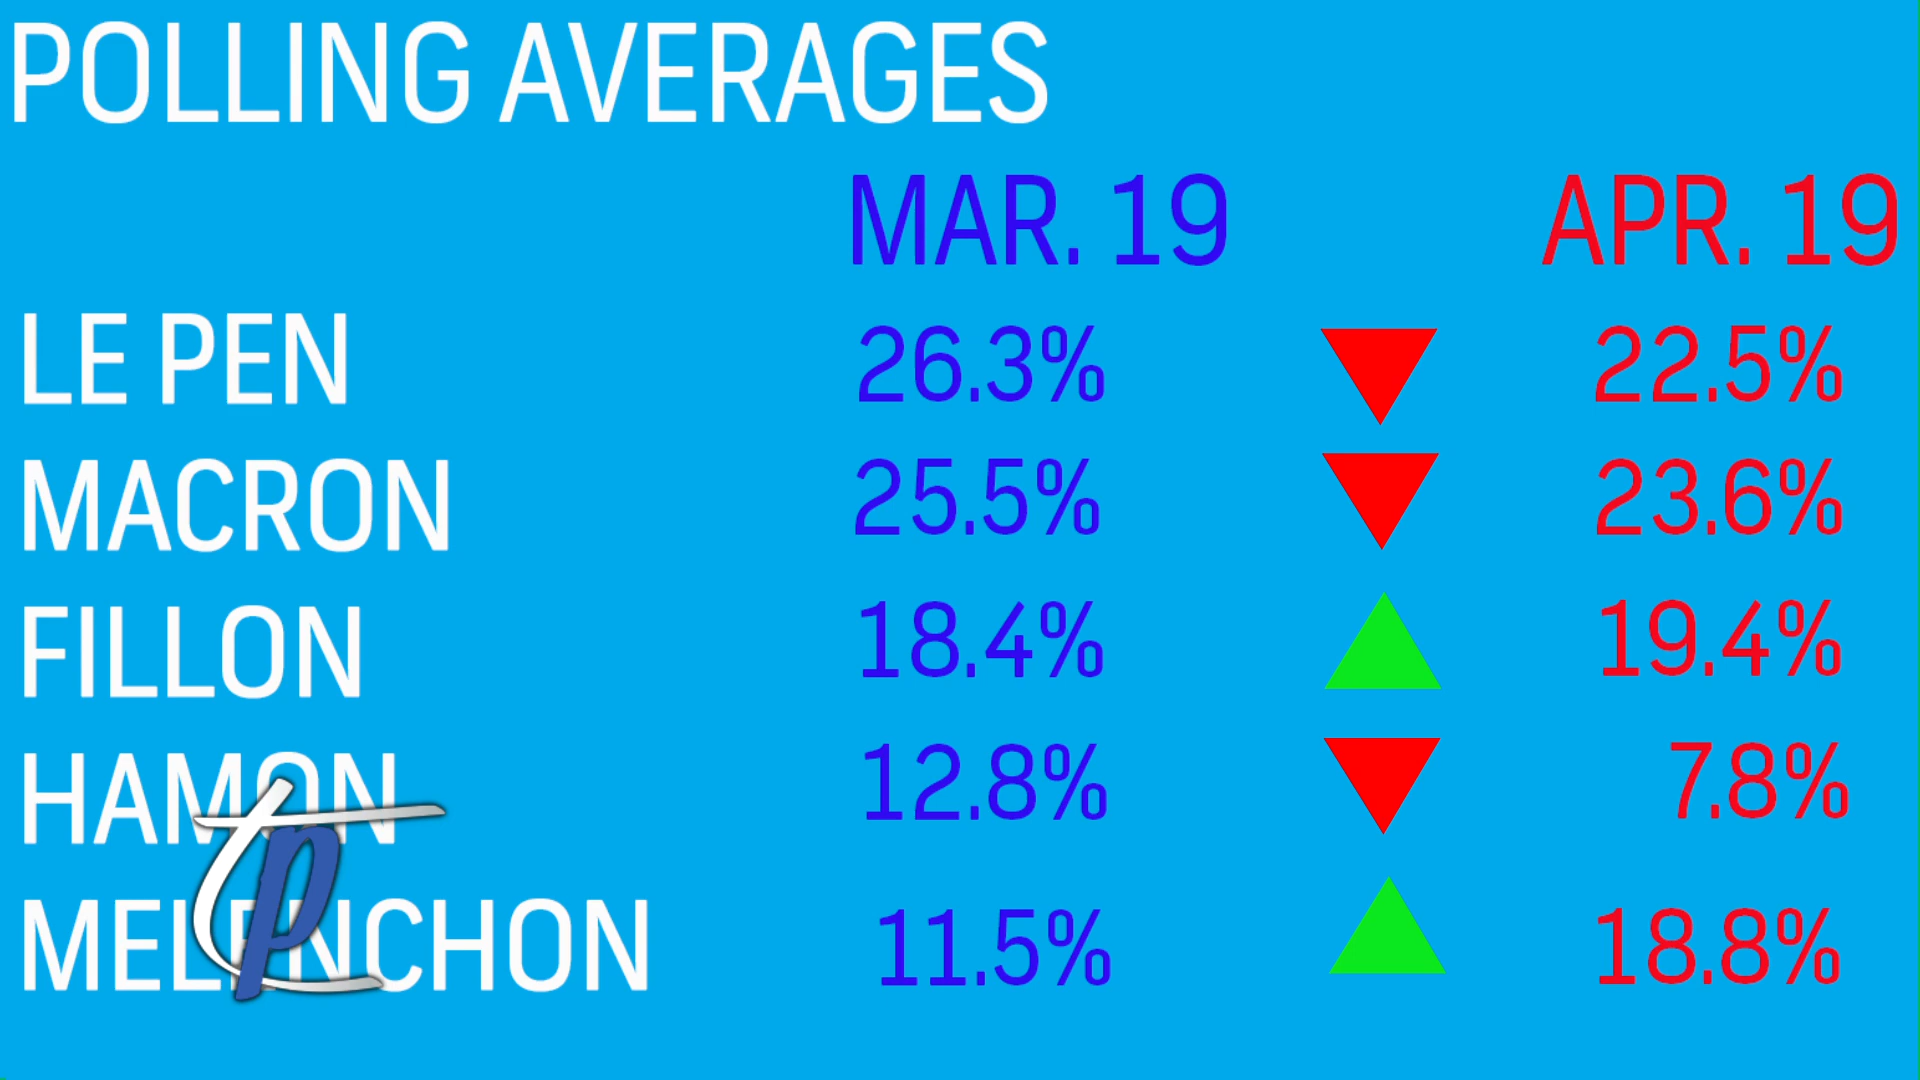 POLLING AVERAGES
MAR. 19 APR. 19
LE PEN 26.3% 22.5%
MACRON 25.5% 23.6%
FILLON 18.4% 19.4%
HAMON 12.8% 7.8%
MELENCHON 11.5% 18.8%
tp